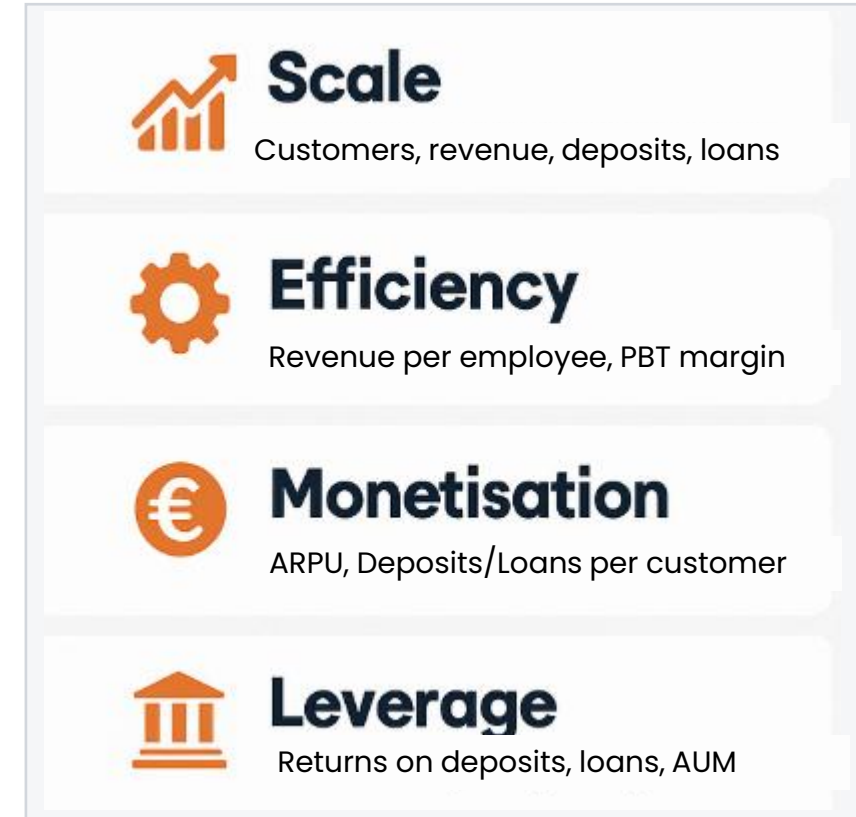 Scale
Customers, revenue, deposits, loans
Efficiency
Revenue per employee, PBT margin
€
Monetisation
ARPU, Deposits/Loans per customer
Leverage
Returns on deposits, loans, AUM